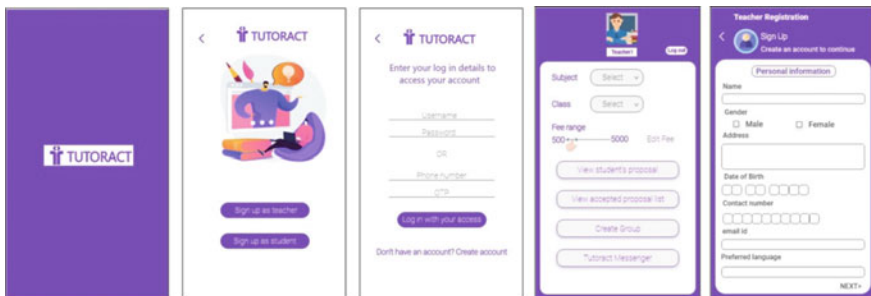 TUTORACT
TUTORACT
Sign up as teacher
Sign up as student
TUTORACT
Enter your log in details to
access your account
Username
Password
OR
Phone number
OTP
Log in with your access
Don't have an account? Create account
Teacher1
Log out
Subject Select
Class Select
Fee range
500 5000 Edit Fee
View student's proposal
View accepted proposal list
Create Group
Tutoract Messenger
Teacher Registration
Sign Up
Create an account to continue
Personal information
Name
Gender
Male Female
Address
Date of Birth
Contact number
email id
Preferred language
NEXT>